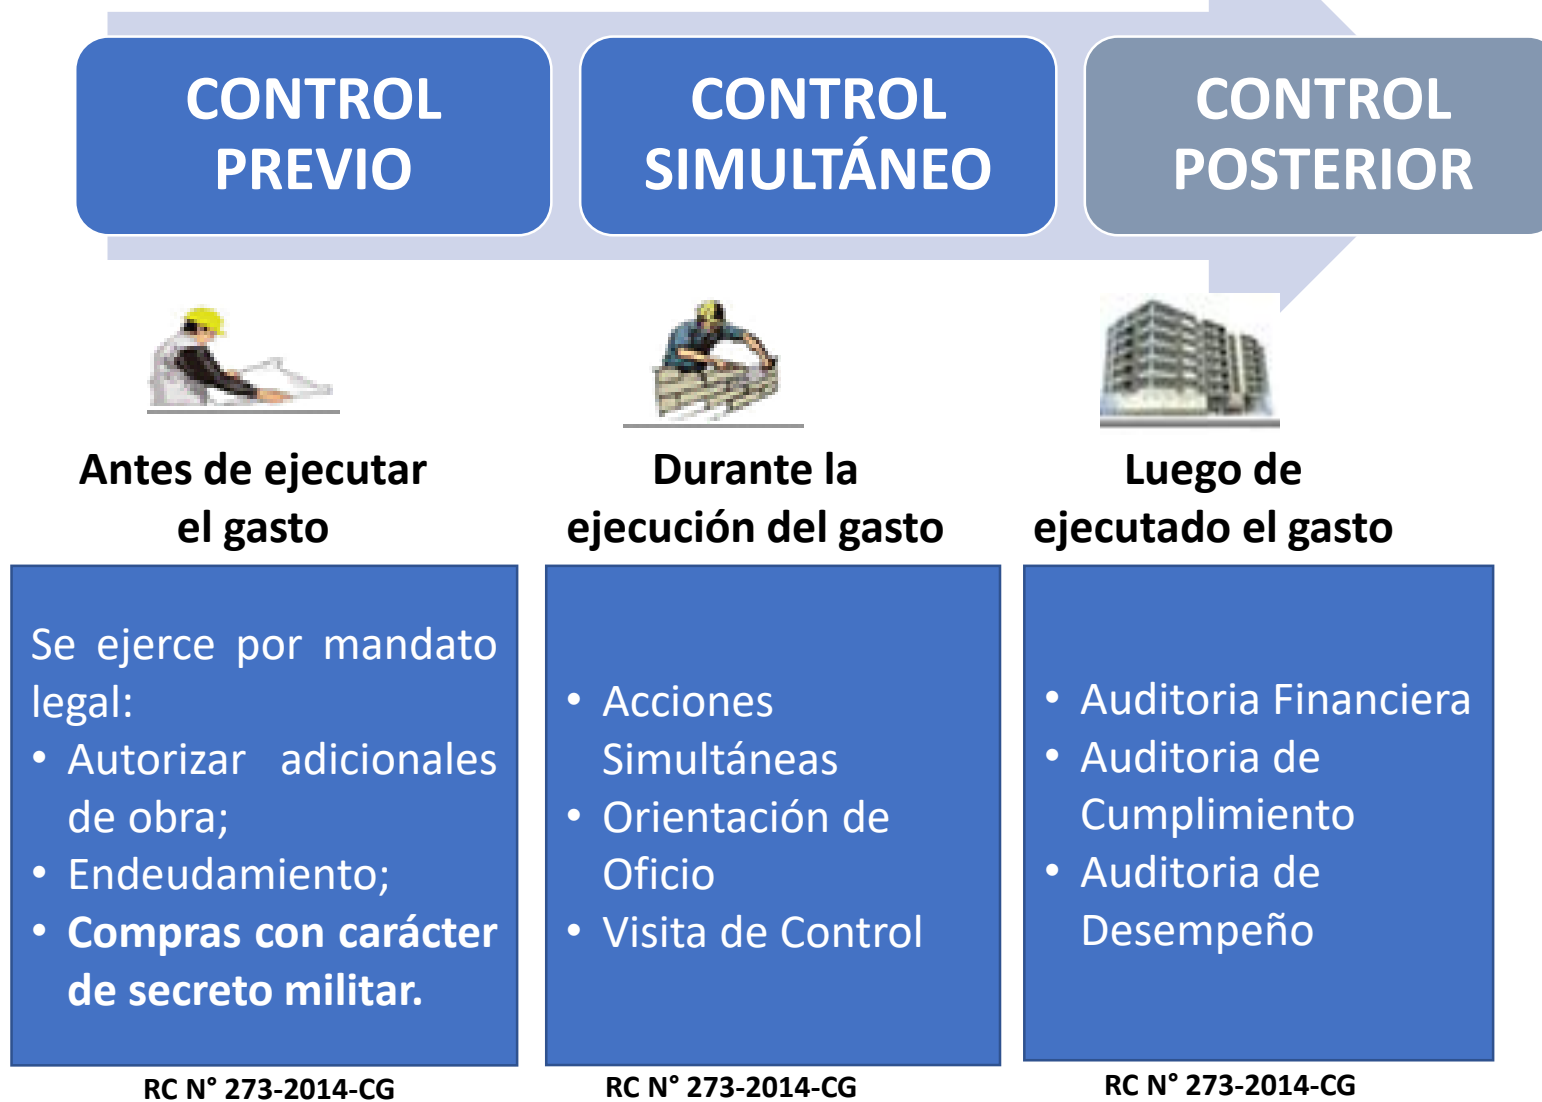 CONTROL
PREVIO
CONTROL
SIMULTÁNEO
CONTROL
POSTERIOR
Antes de ejecutar
el gasto
Durante la
ejecución del gasto
Luego de
ejecutado el gasto
Se ejerce por mandato
legal:
• Autorizar adicionales
de obra;
• Endeudamiento;
• Compras con carácter
de secreto militar.
• Acciones
Simultáneas
• Orientación de
Oficio
• Visita de Control
• Auditoria Financiera
• Auditoria de
Cumplimiento
• Auditoria de
Desempeño
RC N° 273-2014-CG
RC N° 273-2014-CG
RC N° 273-2014-CG